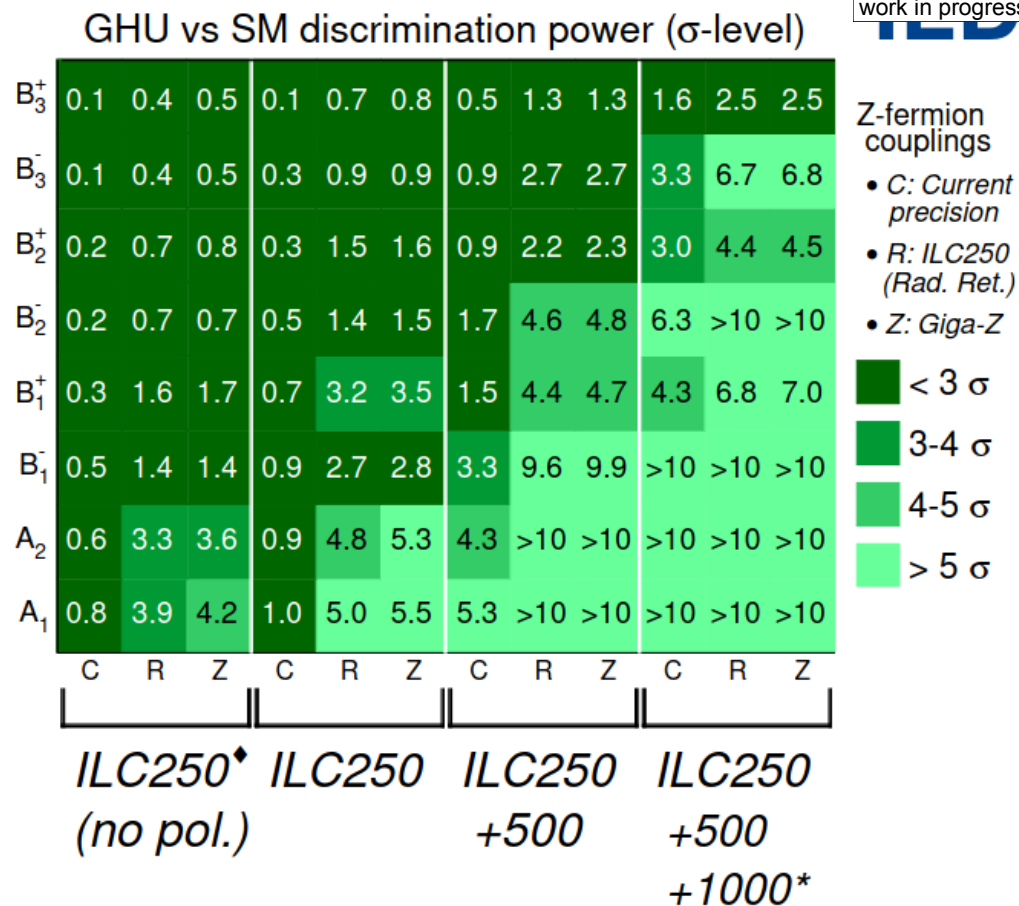 work in progress
GHU vs SM discrimination power (σ-level)
B₃⁺ 0.1 0.4 0.5 0.1 0.7 0.8 0.5 1.3 1.3 1.6 2.5 2.5
B₃⁻ 0.1 0.4 0.5 0.3 0.9 0.9 0.9 2.7 2.7 3.3 6.7 6.8
B₂⁺ 0.2 0.7 0.8 0.3 1.5 1.6 0.9 2.2 2.3 3.0 4.4 4.5
B₂⁻ 0.2 0.7 0.7 0.5 1.4 1.5 1.7 4.6 4.8 6.3 >10 >10
B₁⁺ 0.3 1.6 1.7 0.7 3.2 3.5 1.5 4.4 4.7 4.3 6.8 7.0
B₁⁻ 0.5 1.4 1.4 0.9 2.7 2.8 3.3 9.6 9.9 >10 >10 >10
A₂ 0.6 3.3 3.6 0.9 4.8 5.3 4.3 >10 >10 >10 >10 >10
A₁ 0.8 3.9 4.2 1.0 5.0 5.5 5.3 >10 >10 >10 >10 >10
C R Z C R Z C R Z C R Z
ILC250♦
(no pol.)
ILC250
ILC250
+500
ILC250
+500
+1000*
Z-fermion
couplings
• C: Current
precision
• R: ILC250
(Rad. Ret.)
• Z: Giga-Z
< 3 σ
3-4 σ
4-5 σ
> 5 σ